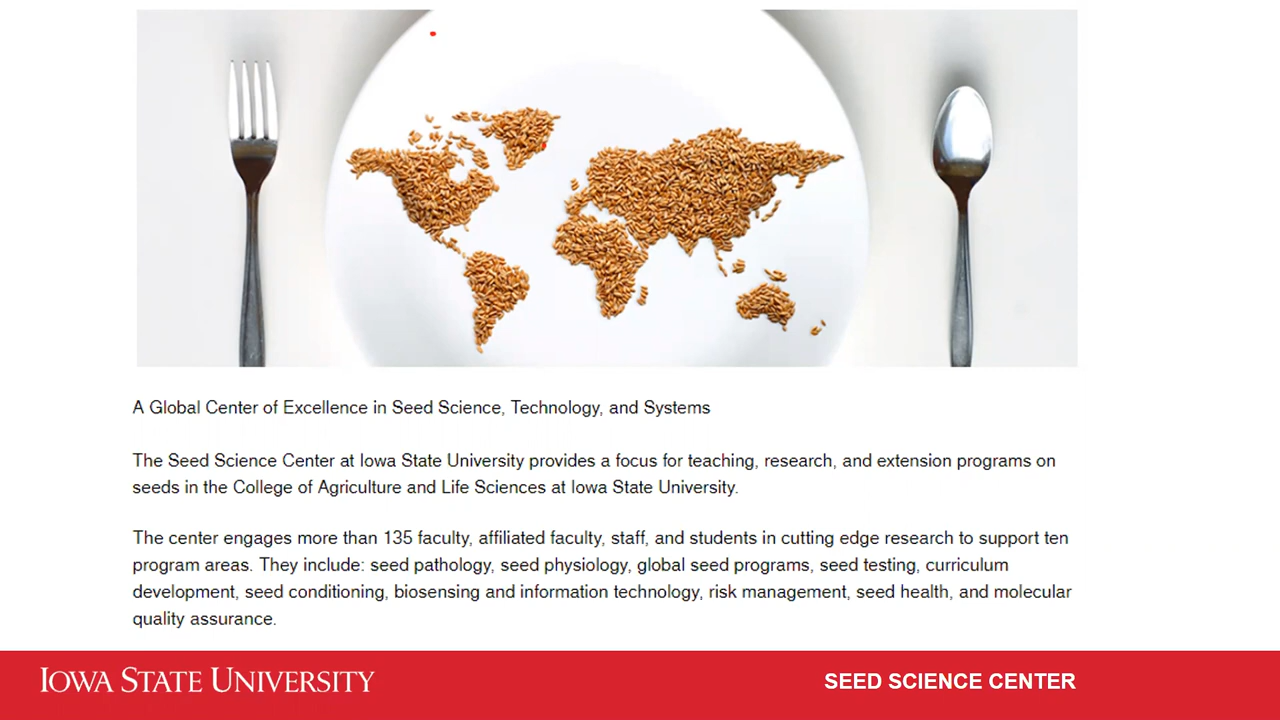 A Global Center of Excellence in Seed Science, Technology, and Systems
The Seed Science Center at Iowa State University provides a focus for teaching, research, and extension programs on
seeds in the College of Agriculture and Life Sciences at Iowa State University.
The center engages more than 135 faculty, affiliated faculty, staff, and students in cutting edge research to support ten
program areas. They include: seed pathology, seed physiology, global seed programs, seed testing, curriculum
development, seed conditioning, biosensing and information technology, risk management, seed health, and molecular
quality assurance.
IOWA STATE UNIVERSITY
SEED SCIENCE CENTER